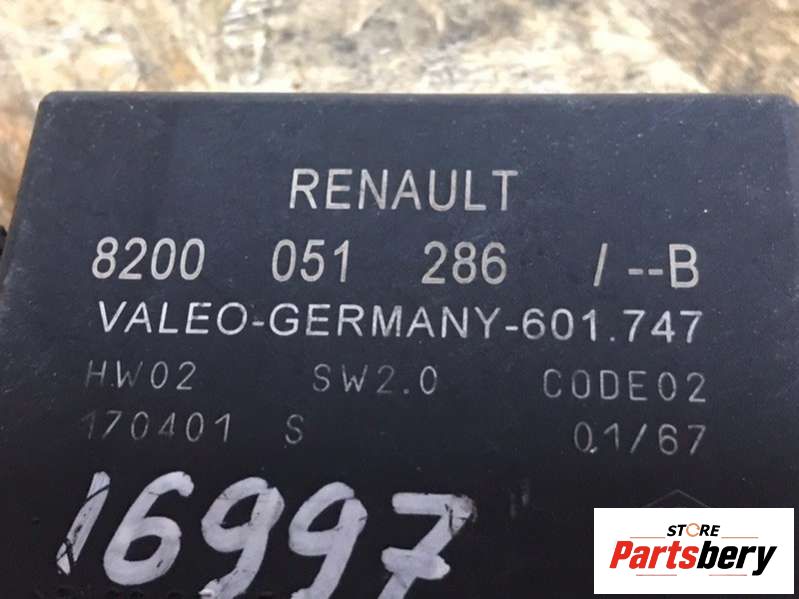 RENAULT
8200 051 286 /--B
VALEO-GERMANY-601.747
HW02 SW2.0 CODE02
170401 S 01/67
16997
STORE
Partsbery